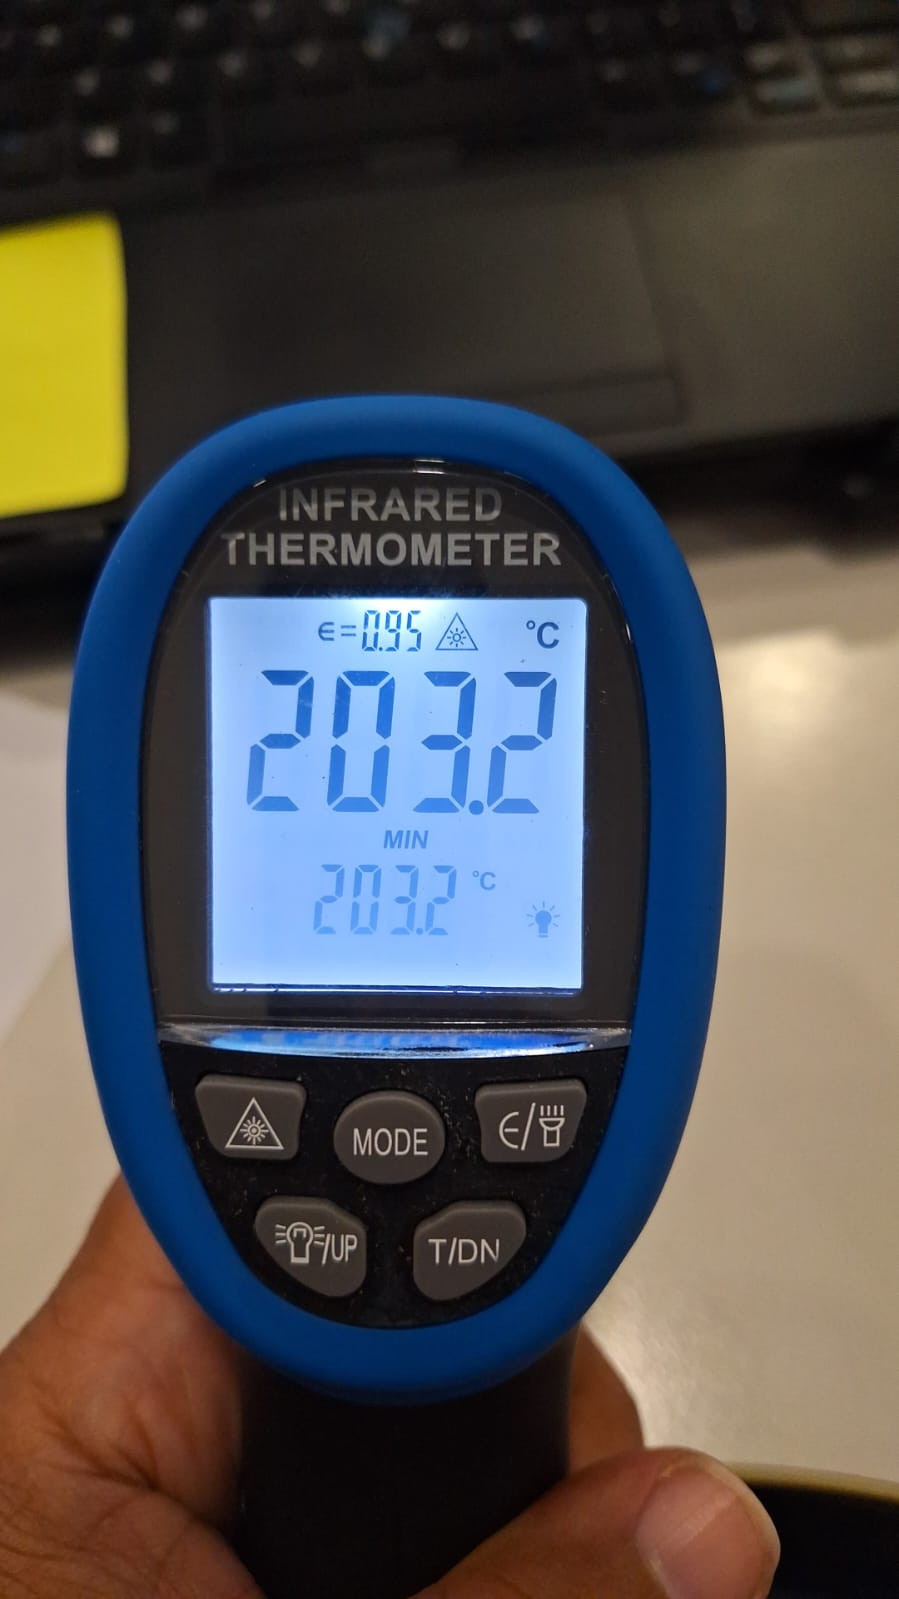 INFRARED
THERMOMETER
∈=0.95 °C
203.2
MIN
203.2 °C
MODE
∈/
/UP
T/DN